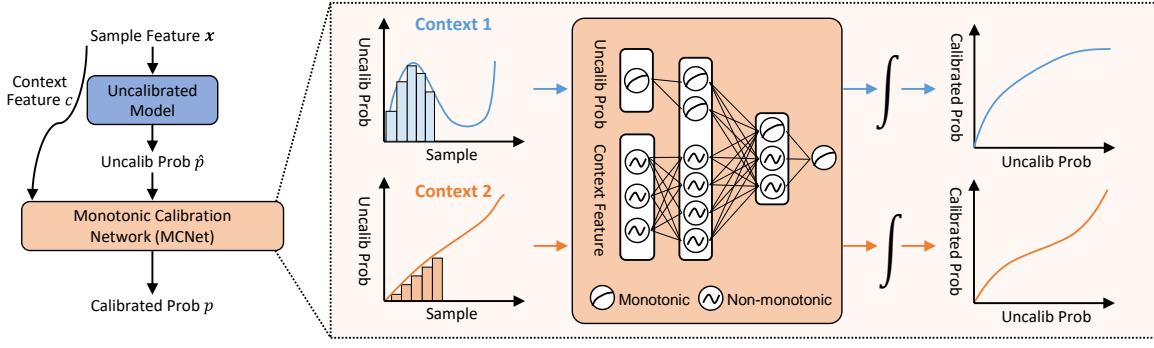 Sample Feature x
Context
Feature c
Uncalibrated
Model
Uncalib Prob p̂
Monotonic Calibration
Network (MCNet)
Calibrated Prob p
Context 1
Uncalib Prob
Sample
Context 2
Uncalib Prob
Sample
Uncalib Prob
Context Feature
Monotonic
Non-monotonic
∫
∫
Calibrated Prob
Uncalib Prob
Calibrated Prob
Uncalib Prob